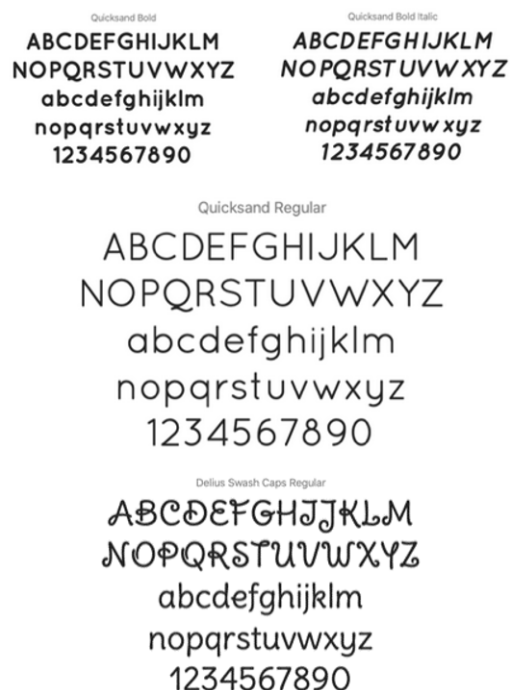 Quicksand Bold
ABCDEFGHIJKLM
NOPQRSTUVWXYZ
abcdefghijklm
nopqrstuvwxyz
1234567890
Quicksand Bold Italic
ABCDEFGHIJKLM
NOPQRSTUVWXYZ
abcdefghijklm
nopqrstuvwxyz
1234567890
Quicksand Regular
ABCDEFGHIJKLM
NOPQRSTUVWXYZ
abcdefghijklm
nopqrstuvwxyz
1234567890
Delius Swash Caps Regular
ABCDEFGHIJKLM
NOPQRSTUVWXYZ
abcdefghijklm
nopqrstuvwxyz
1234567890